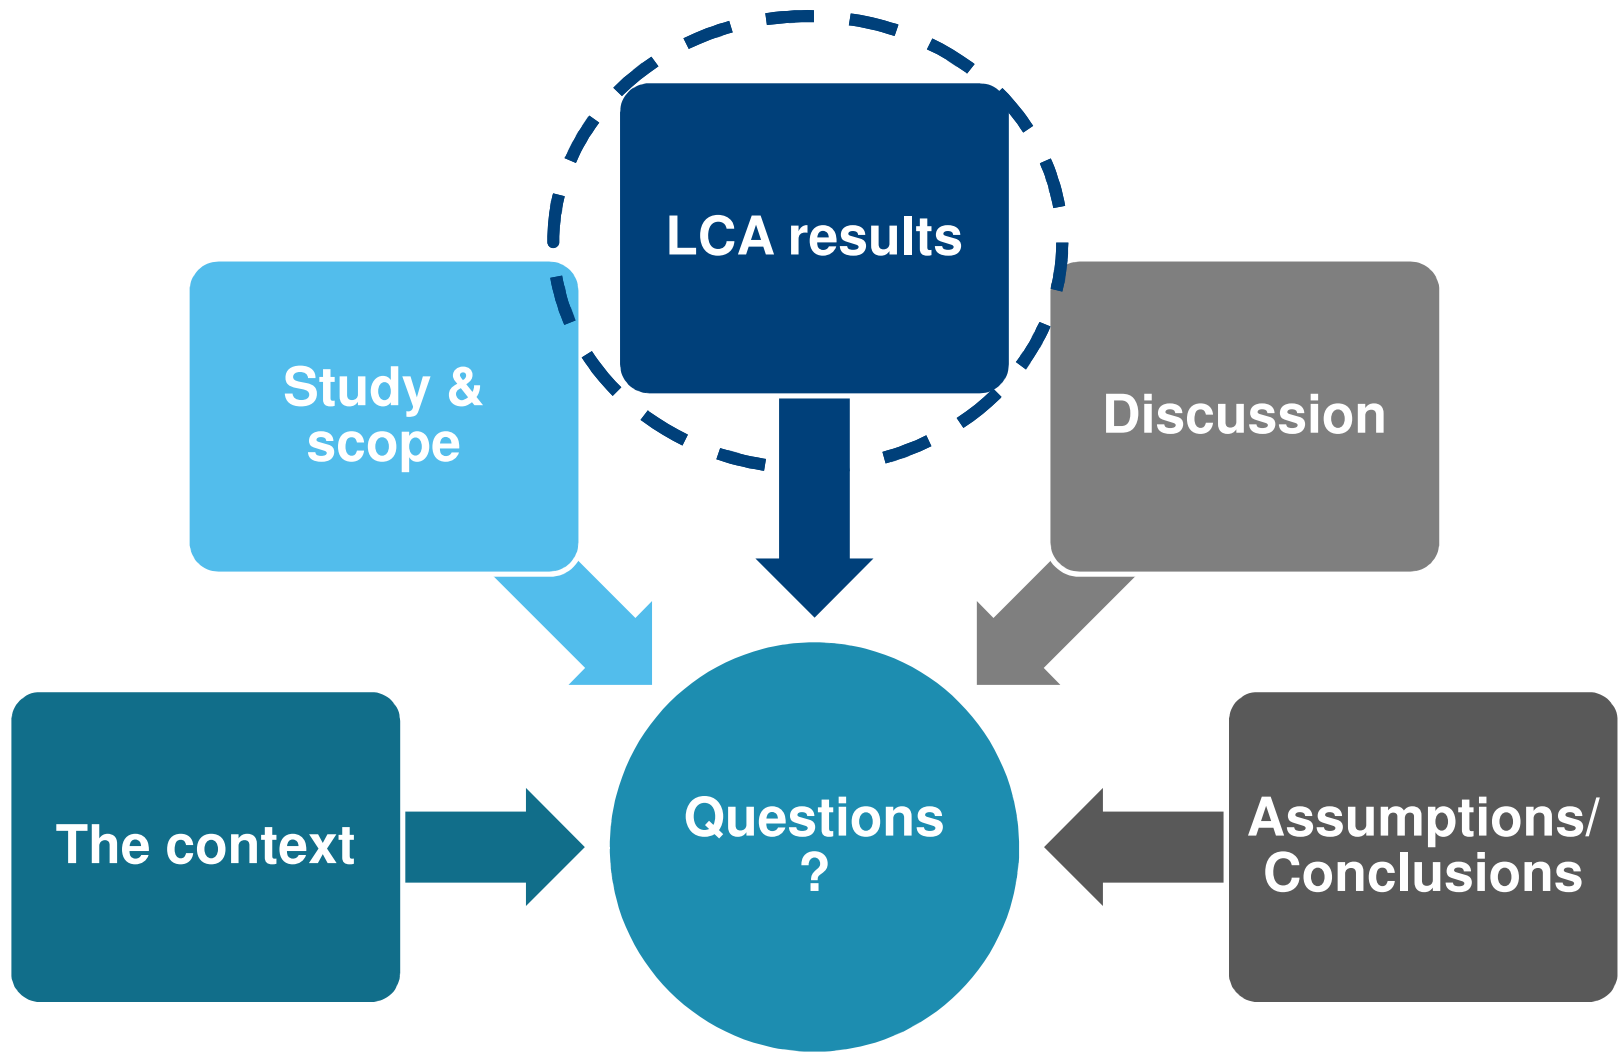 LCA results
Study &
scope
Discussion
The context
Questions
?
Assumptions/
Conclusions